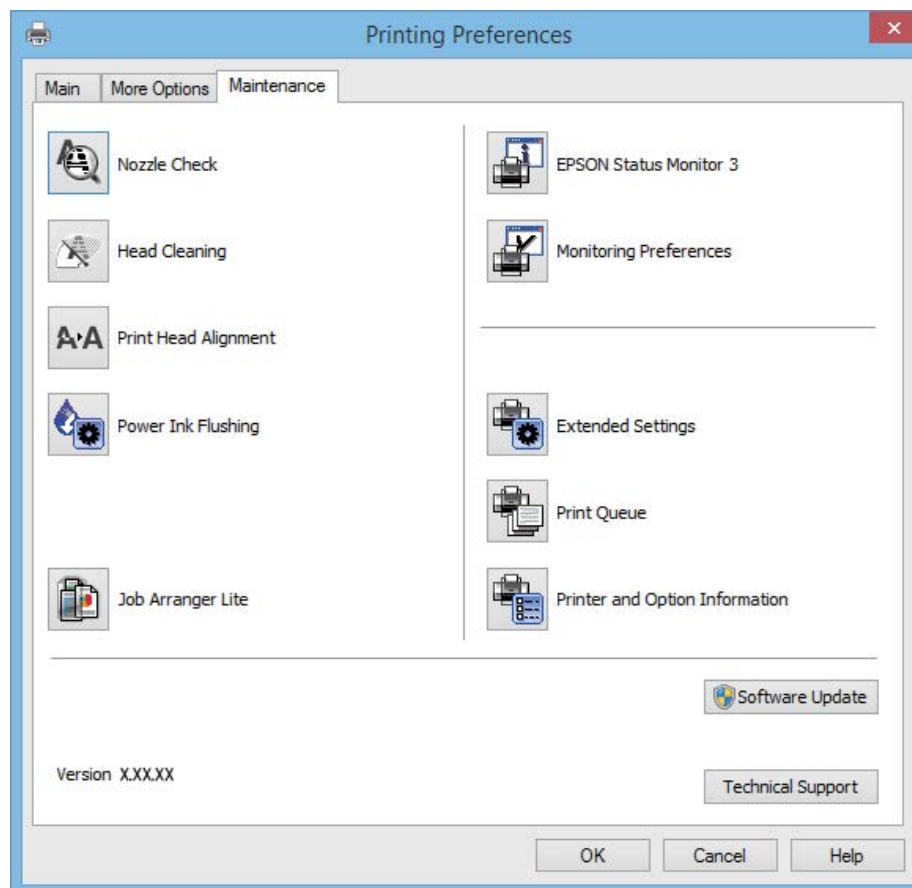 Printing Preferences
Main
More Options
Maintenance
Nozzle Check
Head Cleaning
Print Head Alignment
Power Ink Flushing
Job Arranger Lite
EPSON Status Monitor 3
Monitoring Preferences
Extended Settings
Print Queue
Printer and Option Information
Software Update
Version X.XX.XX
Technical Support
OK
Cancel
Help